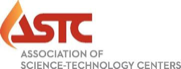 ASTC
ASSOCIATION OF
SCIENCE-TECHNOLOGY CENTERS